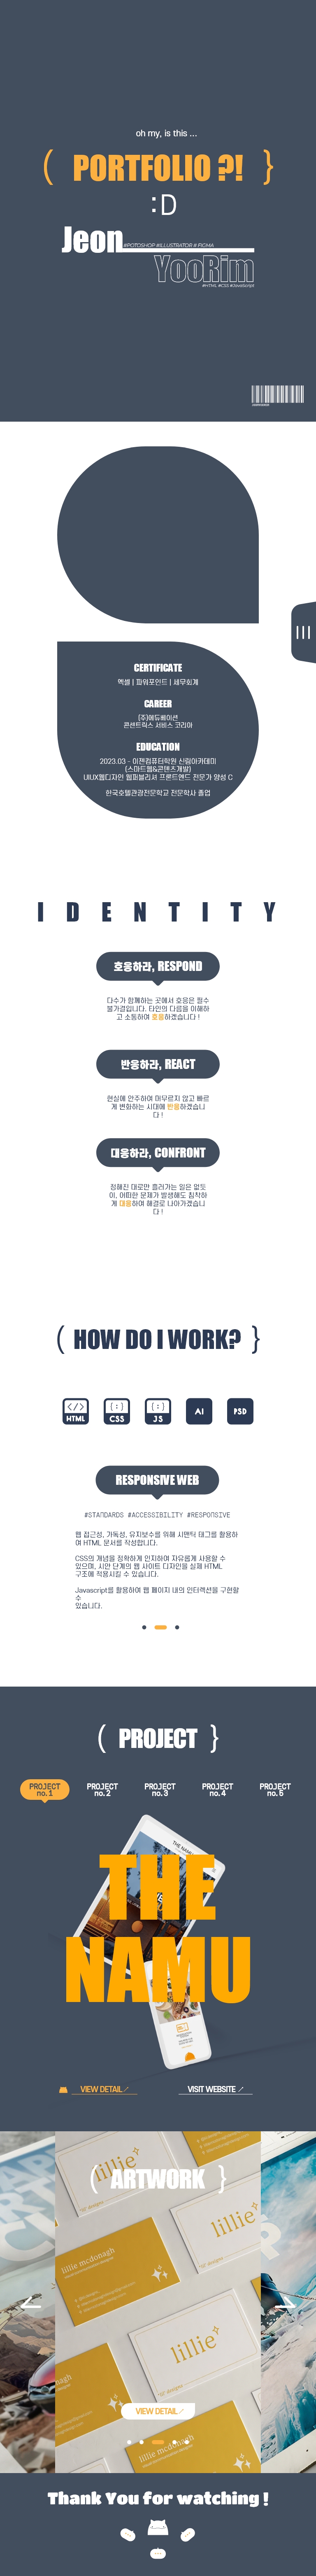 oh my, is this ...
( PORTFOLIO ?! }
:D
Jeon
#POTOSHOP #ILLUSTRATOR # FIGMA
YooRim
#HTML #CSS #JavaScript
CERTIFICATE
엑셀 | 파워포인트 | 세무회계
CAREER
(주)에듀웨이션
콘센트릭스 서비스 코리아
EDUCATION
2023.03 - 이젠컴퓨터학원 신림아카데미
(스마트웹&콘텐츠개발)
UIUX웹디자인 웹퍼블리셔 프론트엔드 전문가 양성 C
한국호텔관광전문학교 전문학사 졸업
IDENTITY
호응하라, RESPOND
다수가 함께하는 곳에서 호응은 필수
불가결입니다. 타인의 다름을 이해하
고 소통하여 호응하겠습니다 !
반응하라, REACT
현실에 안주하여 머무르지 않고 빠르
게 변화하는 시대에 반응하겠습니
다 !
대응하라, CONFRONT
정해진 대로만 흘러가는 일은 없듯
이, 어떠한 문제가 발생해도 침착하
게 대응하여 해결로 나아가겠습니
다 !
( HOW DO I WORK? }
</> HTML
{:} CSS
{:} JS
AI
PSD
RESPONSIVE WEB
#STANDARDS #ACCESSIBILITY #RESPONSIVE
웹 접근성, 가독성, 유지보수를 위해 시맨틱 태그를 활용하
여 HTML 문서를 작성합니다.
CSS의 개념을 정확하게 인지하여 자유롭게 사용할 수
있으며, 시안 단계의 웹 사이트 디자인을 실제 HTML
구조에 적용시킬 수 있습니다.
Javascript를 활용하여 웹 페이지 내의 인터랙션을 구현할
수
있습니다.
( PROJECT }
PROJECT no. 1
PROJECT no. 2
PROJECT no. 3
PROJECT no. 4
PROJECT no. 5
THE
NAMU
VIEW DETAIL↗
VISIT WEBSITE ↗
( ARTWORK }
lillie
lillie
lillie mcdonagh
lillie
VIEW DETAIL↗
lillie mcdonagh
Thank You for watching !